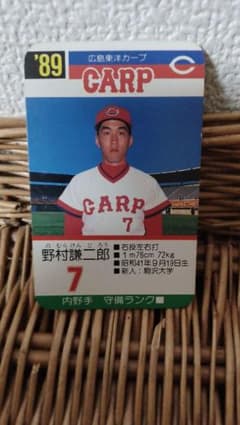 '89
広島東洋カープ
C
CARP
CARP
7
のむらけんじろう
野村謙二郎
7
■右投左右打
■1m78cm 72kg
■昭和41年9月19日生
■新人:駒沢大学
内野手 守備ランク■